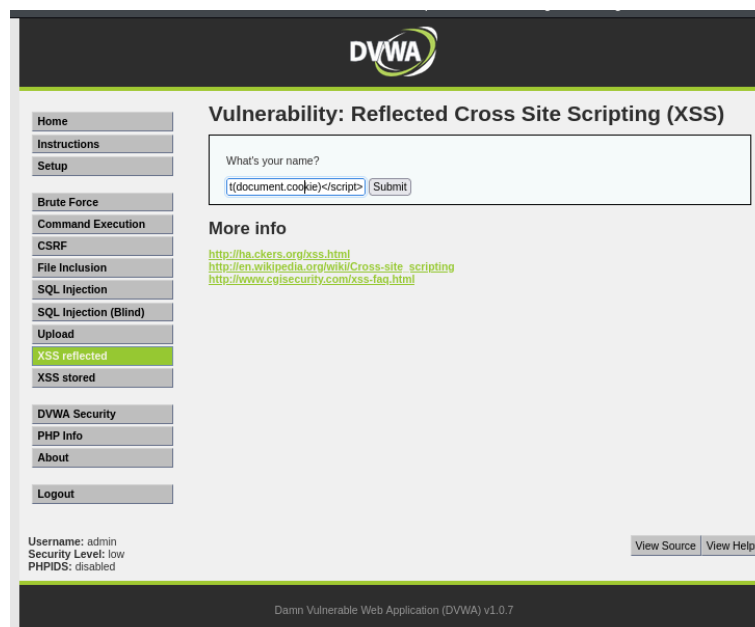 DVWA
Home
Instructions
Setup
Brute Force
Command Execution
CSRF
File Inclusion
SQL Injection
SQL Injection (Blind)
Upload
XSS reflected
XSS stored
DVWA Security
PHP Info
About
Logout
Vulnerability: Reflected Cross Site Scripting (XSS)
What's your name?
t(document.cookie)</script> Submit
More info
http://ha.ckers.org/xss.html
http://en.wikipedia.org/wiki/Cross-site_scripting
http://www.cgisecurity.com/xss-faq.html
Username: admin
Security Level: low
PHPIDS: disabled
View Source View Help
Damn Vulnerable Web Application (DVWA) v1.0.7